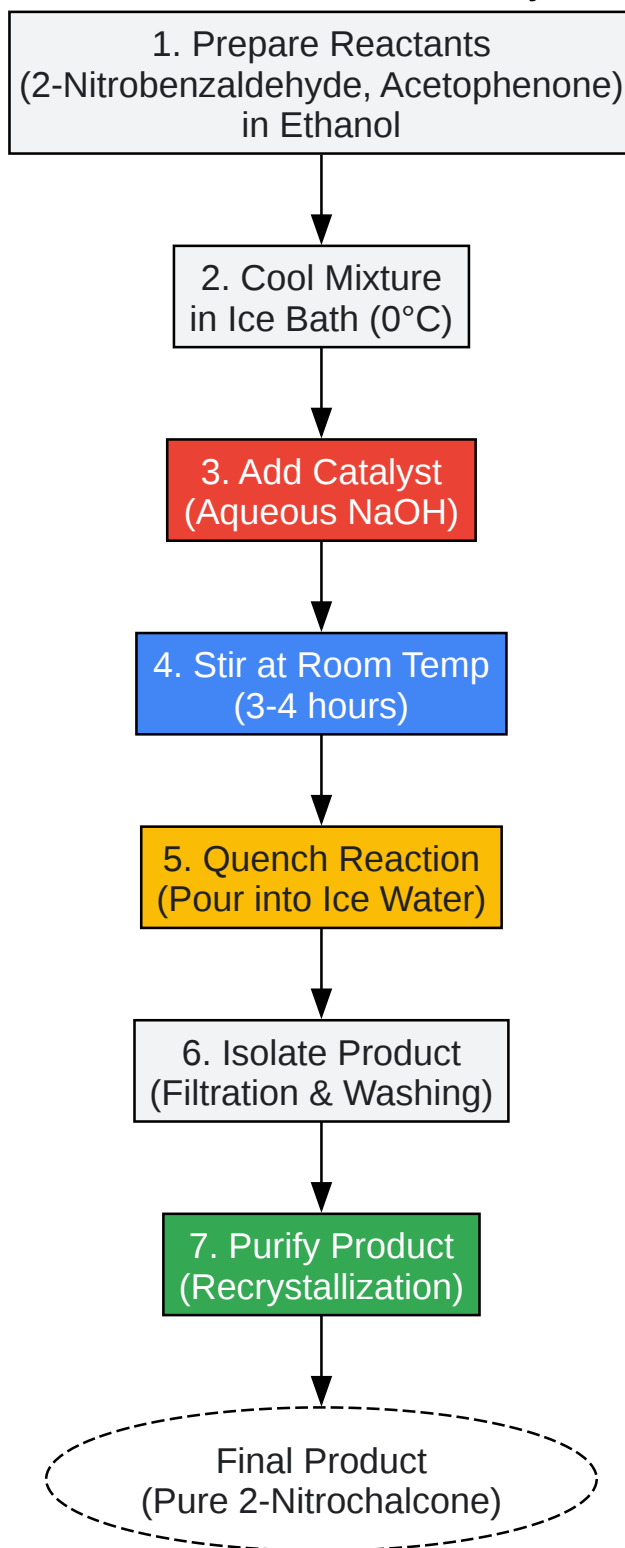 1. Prepare Reactants
(2-Nitrobenzaldehyde, Acetophenone)
in Ethanol
2. Cool Mixture
in Ice Bath (0°C)
3. Add Catalyst
(Aqueous NaOH)
4. Stir at Room Temp
(3-4 hours)
5. Quench Reaction
(Pour into Ice Water)
6. Isolate Product
(Filtration & Washing)
7. Purify Product
(Recrystallization)
Final Product
(Pure 2-Nitrochalcone)